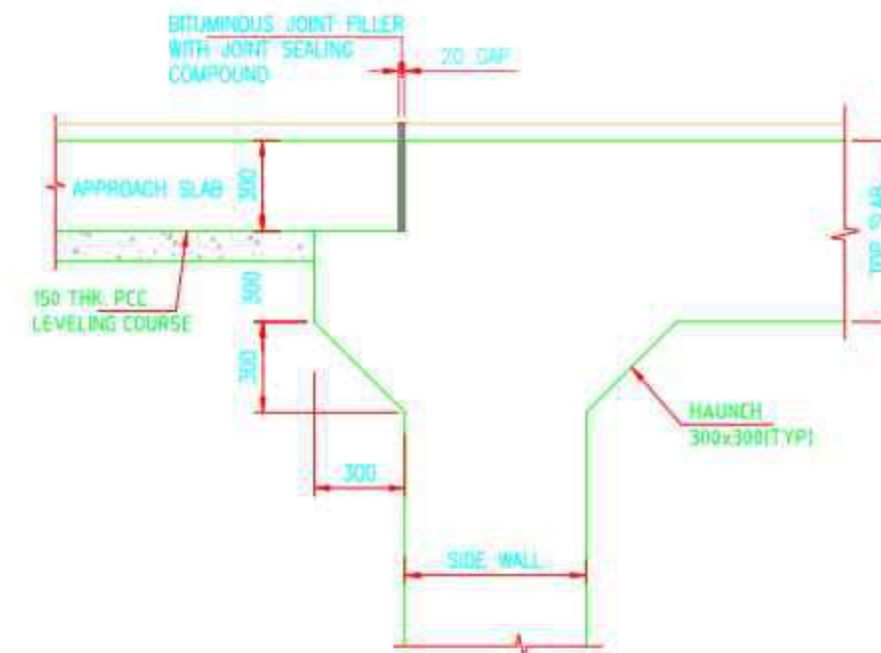 BITUMINOUS JOINT FILLER
WITH JOINT SEALING
COMPOUND
20 GAP
APPROACH SLAB
300
TOP SLAB
150 THK. PCC
LEVELING COURSE
300
300
HAUNCH
300x300(TYP)
300
SIDE WALL